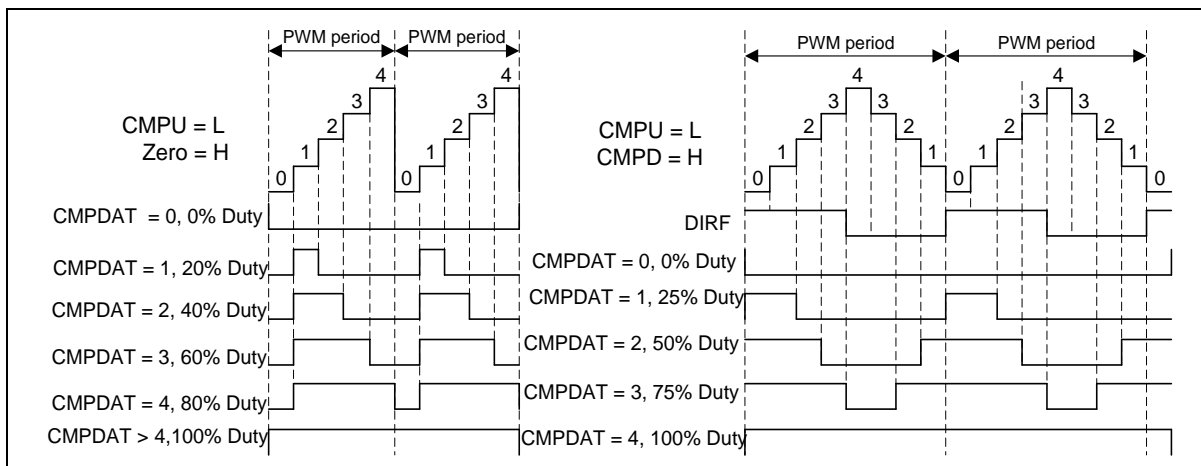 PWM period
PWM period
4
4
3
3
2
2
1
1
0
0
CMPU = L
Zero = H
CMPDAT = 0, 0% Duty
CMPDAT = 1, 20% Duty
CMPDAT = 2, 40% Duty
CMPDAT = 3, 60% Duty
CMPDAT = 4, 80% Duty
CMPDAT > 4,100% Duty
PWM period
PWM period
4
4
3
3
3
3
2
2
2
2
1
1
1
1
0
0
0
CMPU = L
CMPD = H
DIRF
CMPDAT = 0, 0% Duty
CMPDAT = 1, 25% Duty
CMPDAT = 2, 50% Duty
CMPDAT = 3, 75% Duty
CMPDAT = 4, 100% Duty